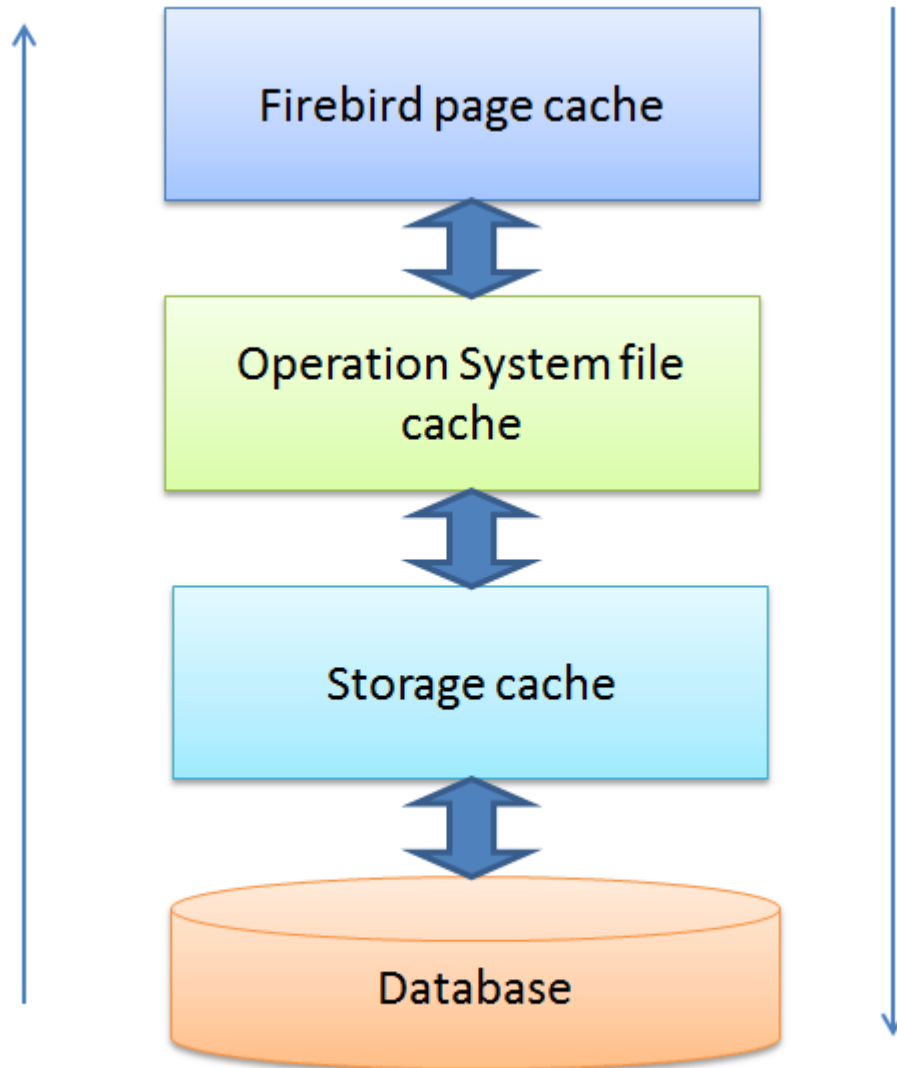 Firebird page cache
Operation System file
cache
Storage cache
Database